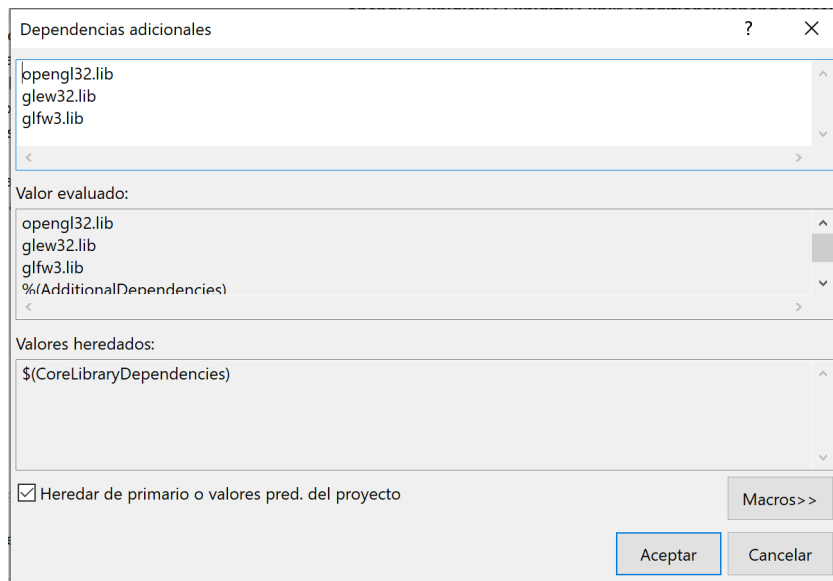 Dependencias adicionales
?
opengl32.lib
glew32.lib
glfw3.lib
Valor evaluado:
opengl32.lib
glew32.lib
glfw3.lib
%(AdditionalDependencies)
Valores heredados:
$(CoreLibraryDependencies)
Heredar de primario o valores pred. del proyecto
Macros>>
Aceptar
Cancelar